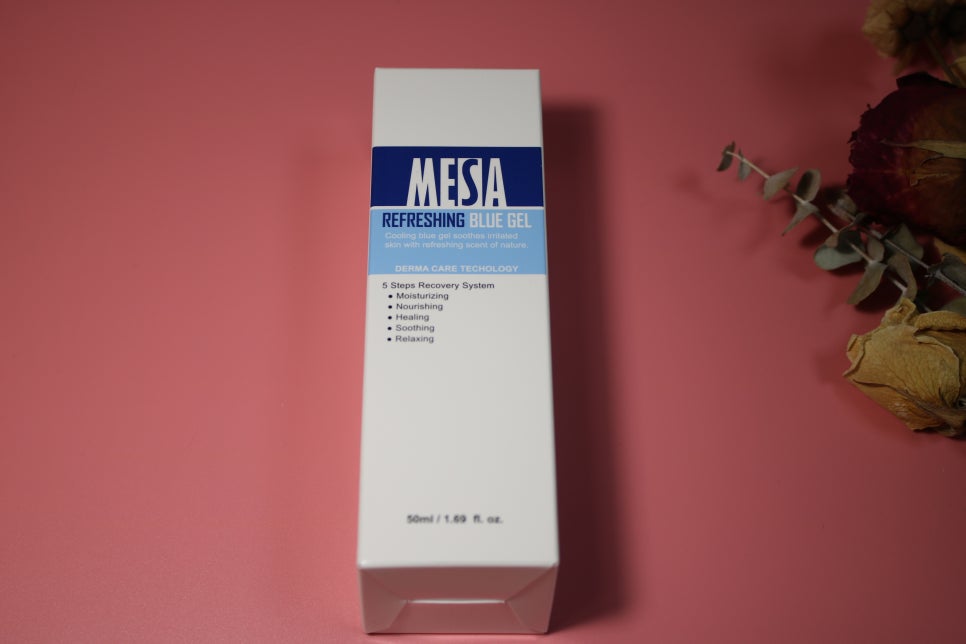 MESA
REFRESHING BLUE GEL
Cooling blue gel soothes irritated
skin with refreshing scent of nature.
DERMA CARE TECHOLOGY
5 Steps Recovery System
• Moisturizing
• Nourishing
• Healing
• Soothing
• Relaxing
50ml / 1.69 fl. oz.